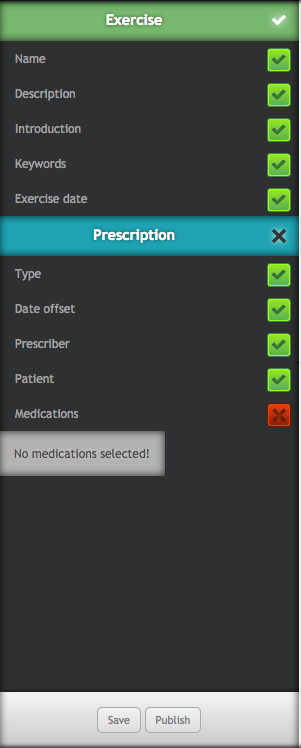 Exercise
Name
Description
Introduction
Keywords
Exercise date
Prescription
Type
Date offset
Prescriber
Patient
Medications
No medications selected!
Save Publish